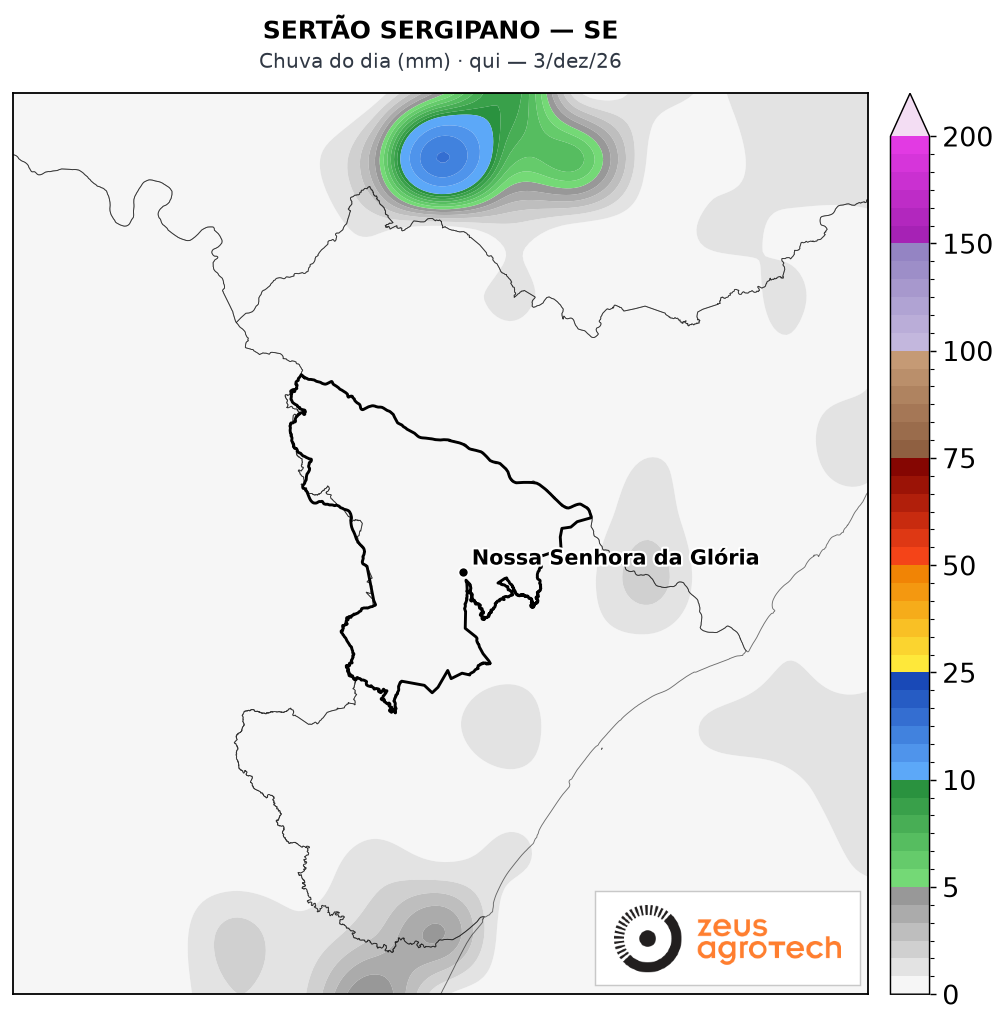 SERTÃO SERGIPANO — SE
Chuva do dia (mm) · qui — 3/dez/26
200
150
100
75
50
25
10
5
0
Nossa Senhora da Glória
zeus
agrotech